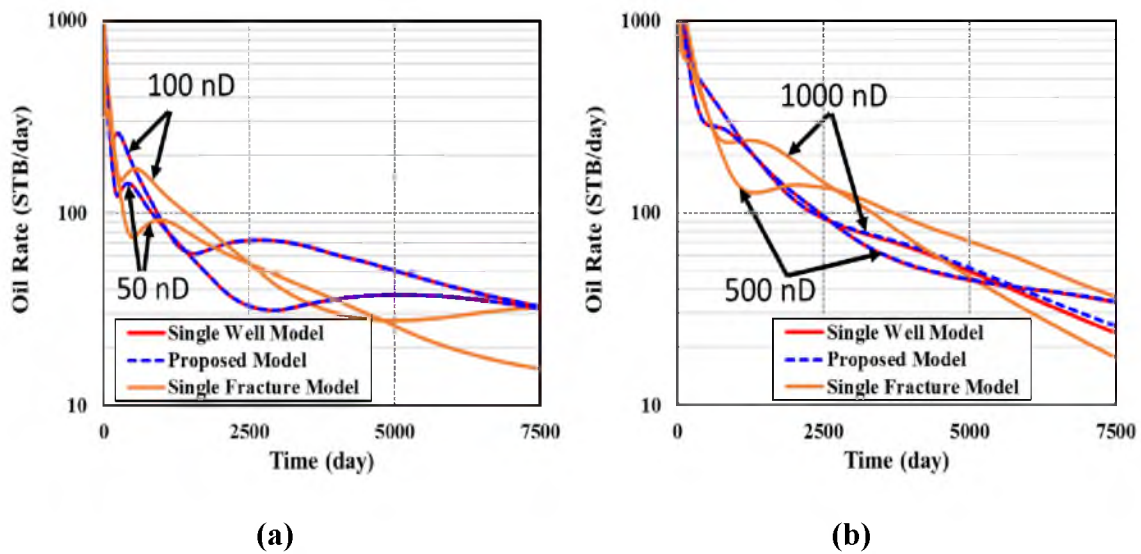 1000
100
10
Oil Rate (STB/day)
100 nD
50 nD
Single Well Model
Proposed Model
Single Fracture Model
0
2500
5000
7500
Time (day)
(a)
1000
100
10
Oil Rate (STB/day)
1000 nD
500 nD
Single Well Model
Proposed Model
Single Fracture Model
0
2500
5000
7500
Time (day)
(b)